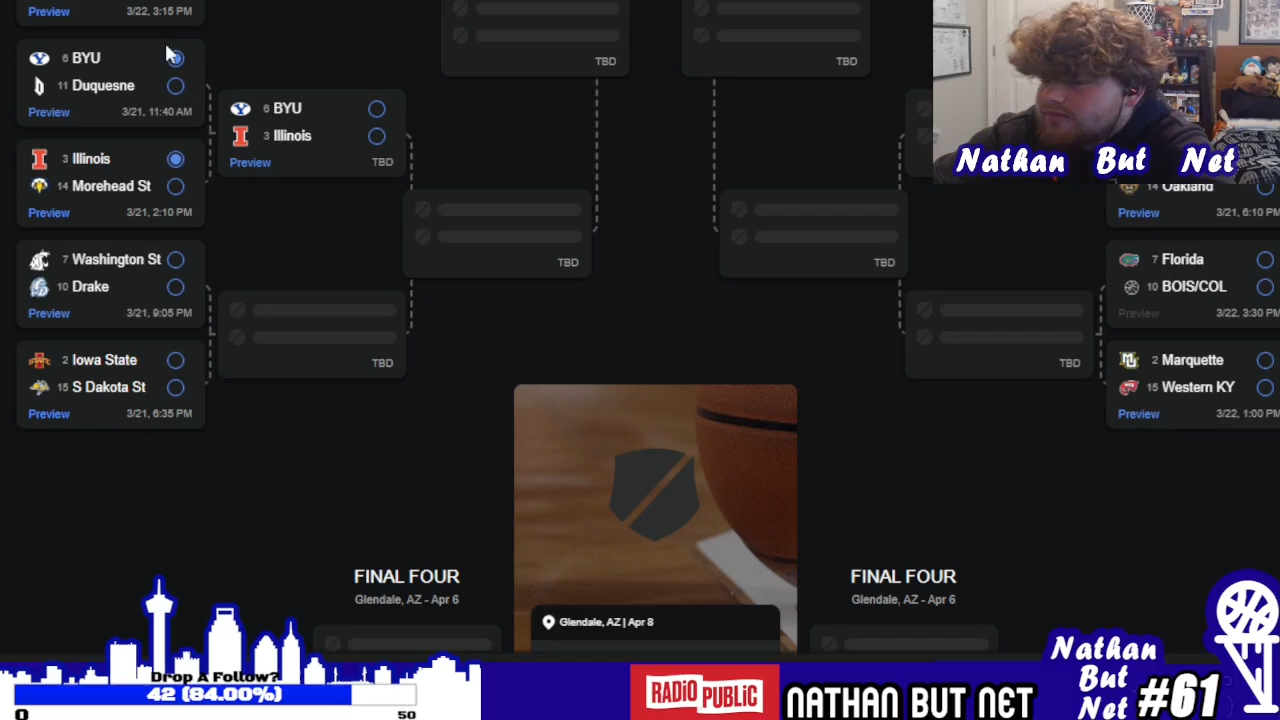 Preview 3/22, 3:15 PM
6 BYU
11 Duquesne
Preview 3/21, 11:40 AM
3 Illinois
14 Morehead St
Preview 3/21, 2:10 PM
7 Washington St
10 Drake
Preview 3/21, 9:05 PM
2 Iowa State
15 S Dakota St
Preview 3/21, 6:35 PM
6 BYU
3 Illinois
Preview TBD
TBD
TBD
TBD
TBD
TBD
TBD
Nathan But Net
14 Oakland
Preview 3/21, 6:10 PM
7 Florida
10 BOIS/COL
Preview 3/22, 3:30 PM
2 Marquette
15 Western KY
Preview 3/22, 1:00 PM
FINAL FOUR
Glendale, AZ - Apr 6
Glendale, AZ | Apr 8
FINAL FOUR
Glendale, AZ - Apr 6
Drop A Follow?
42 (84.00%)
0 50
RADIO PUBLIC
NATHAN BUT NET
Nathan
But
Net #61